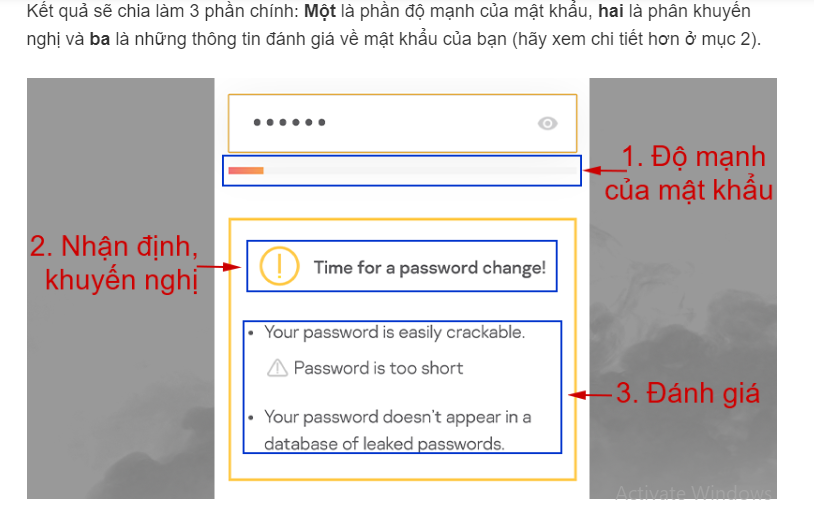 Kết quả sẽ chia làm 3 phần chính: Một là phần độ mạnh của mật khẩu, hai là phân khuyến
nghị và ba là những thông tin đánh giá về mật khẩu của bạn (hãy xem chi tiết hơn ở mục 2).
1. Độ mạnh
của mật khẩu
2. Nhận định,
khuyến nghị
Time for a password change!
• Your password is easily crackable.
Password is too short
3. Đánh giá
• Your password doesn't appear in a
database of leaked passwords.
Activate Windows